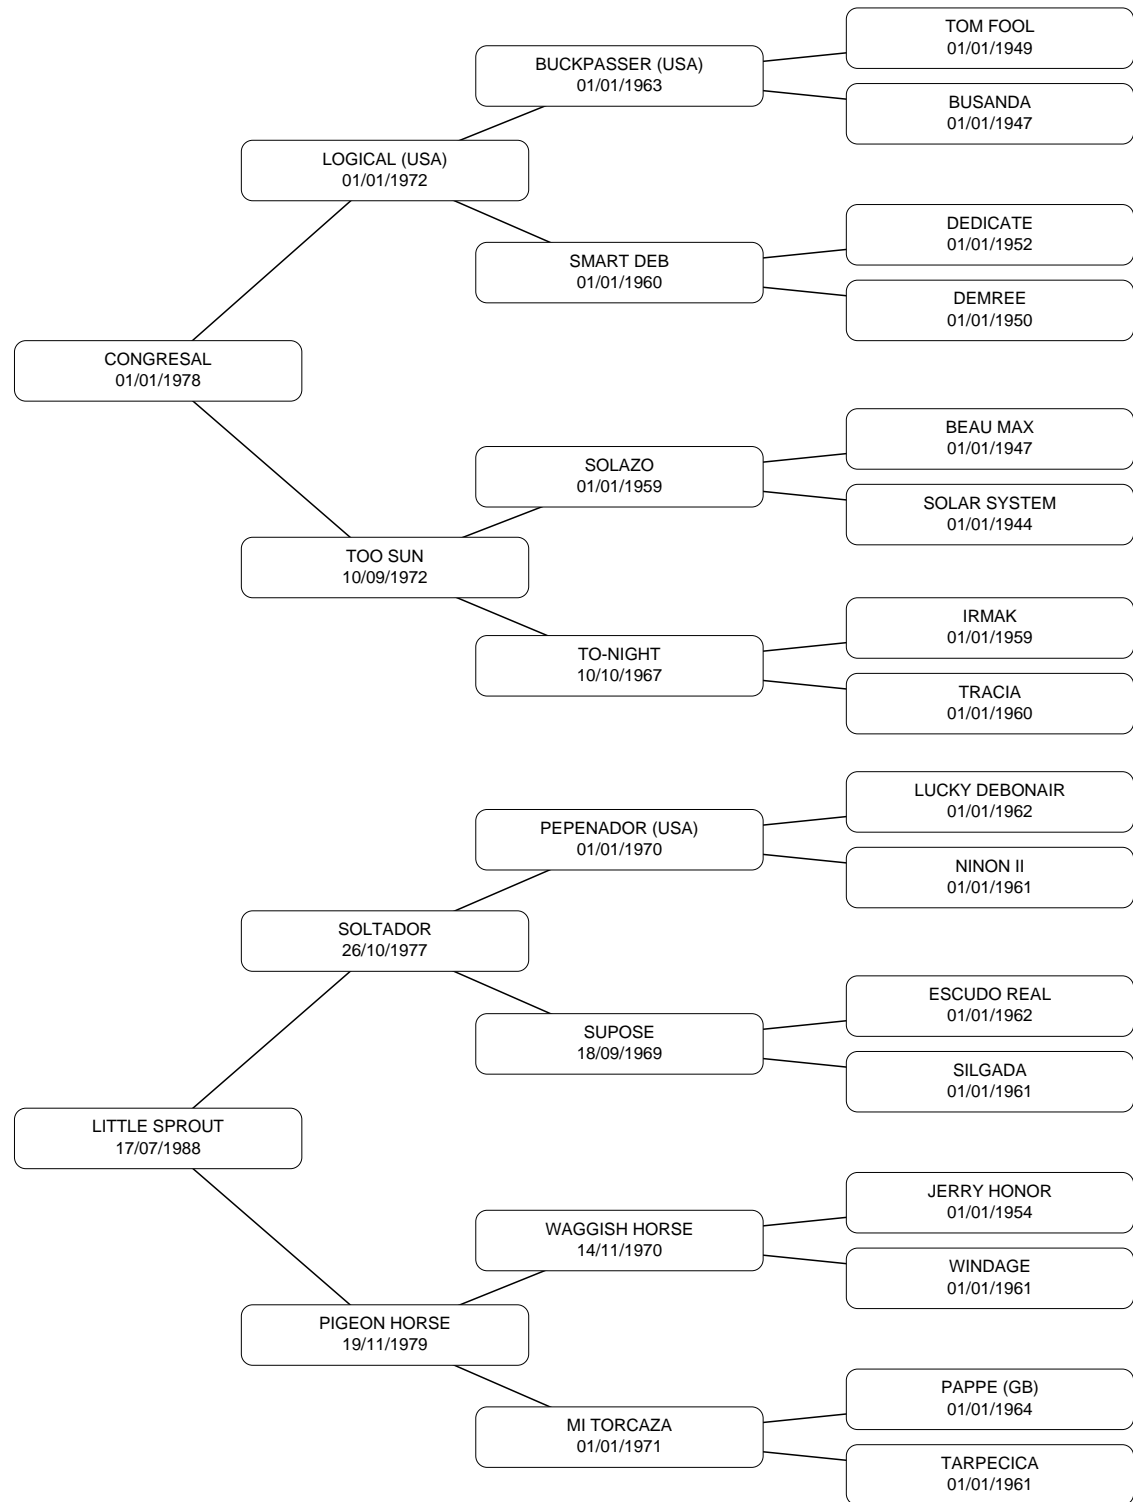 TOM FOOL
01/01/1949
BUCKPASSER (USA)
01/01/1963
BUSANDA
01/01/1947
LOGICAL (USA)
01/01/1972
DEDICATE
01/01/1952
SMART DEB
01/01/1960
DEMREE
01/01/1950
CONGRESAL
01/01/1978
BEAU MAX
01/01/1947
SOLAZO
01/01/1959
SOLAR SYSTEM
01/01/1944
TOO SUN
10/09/1972
IRMAK
01/01/1959
TO-NIGHT
10/10/1967
TRACIA
01/01/1960
LUCKY DEBONAIR
01/01/1962
PEPENADOR (USA)
01/01/1970
NINON II
01/01/1961
SOLTADOR
26/10/1977
ESCUDO REAL
01/01/1962
SUPOSE
18/09/1969
SILGADA
01/01/1961
LITTLE SPROUT
17/07/1988
JERRY HONOR
01/01/1954
WAGGISH HORSE
14/11/1970
WINDAGE
01/01/1961
PIGEON HORSE
19/11/1979
PAPPE (GB)
01/01/1964
MI TORCAZA
01/01/1971
TARPECICA
01/01/1961